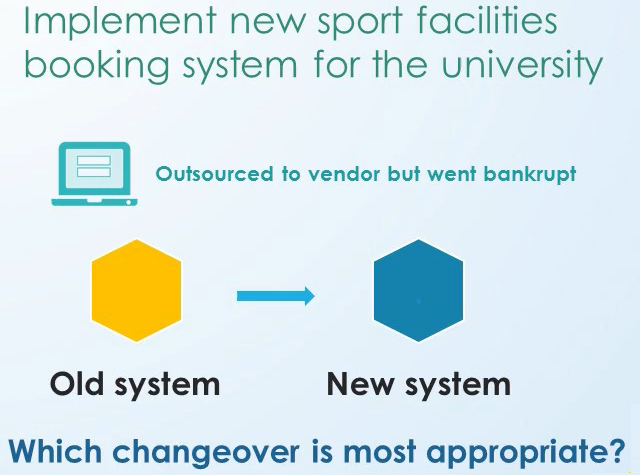 Implement new sport facilities
booking system for the university
Outsourced to vendor but went bankrupt
Old system
New system
Which changeover is most appropriate?